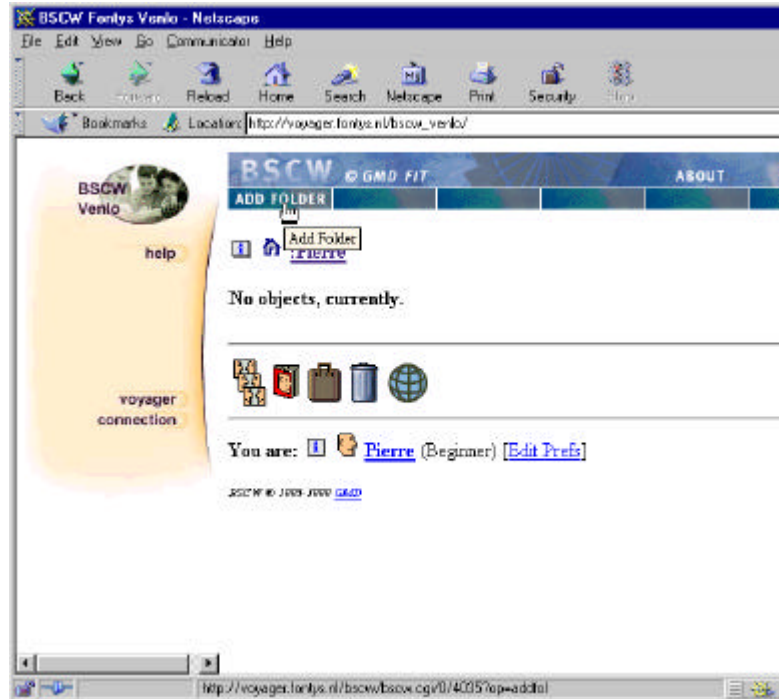 BSCW Fontys Venlo - Netscape
File Edit View Go Communicator Help
Back Forward Reload Home Search Netscape Print Security Stop
Bookmarks Location: http://voyager.fontys.nl/bscw_venlo/
BSCW
Venlo
help
voyager
connection
BSCW © GMD FIT ABOUT
ADD FOLDER
Add Folder
:Pierre
No objects, currently.
You are: Pierre (Beginner) [Edit Prefs]
BSCW © GMD
http://voyager.fontys.nl/bscw/bscw.cgi/0/4035?op=addfol